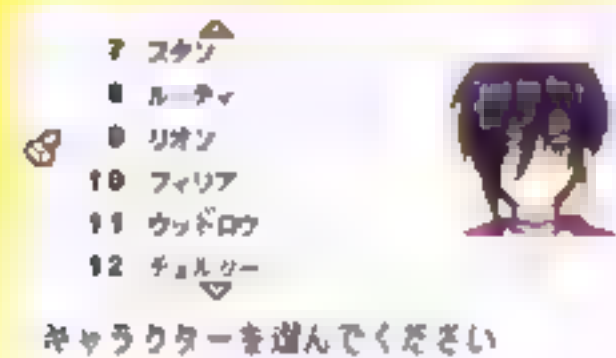 7 スタン
8 ルーティ
9 リオン
10 フィリア
11 ウッドロウ
12 チェルシー
キャラクターを選んでください